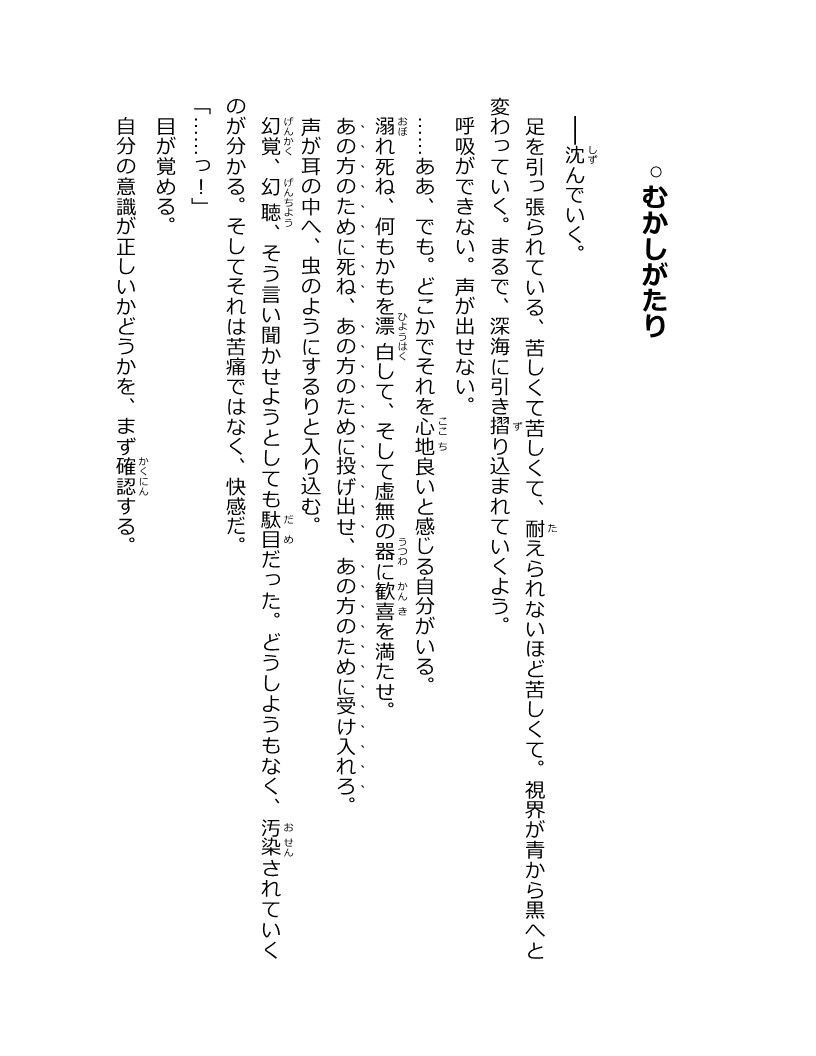 ○むかしがたり
――沈んでいく。
足を引っ張られている、苦しくて苦しくて、耐えられないほど苦しくて。視界が青から黒へと
変わっていく。まるで、深海に引き摺り込まれていくよう。
呼吸ができない。声が出せない。
……ああ、でも。どこかでそれを心地良いと感じる自分がいる。
溺れ死ね、何もかもを漂白して、そして虚無の器に歓喜を満たせ。
あの方のために死ね、あの方のために投げ出せ、あの方のために受け入れろ。
声が耳の中へ、虫のようにするりと入り込む。
幻覚、幻聴、そう言い聞かせようとしても駄目だった。どうしようもなく、汚染されていく
のが分かる。そしてそれは苦痛ではなく、快感だ。
「……っ！」
目が覚める。
自分の意識が正しいかどうかを、まず確認する。